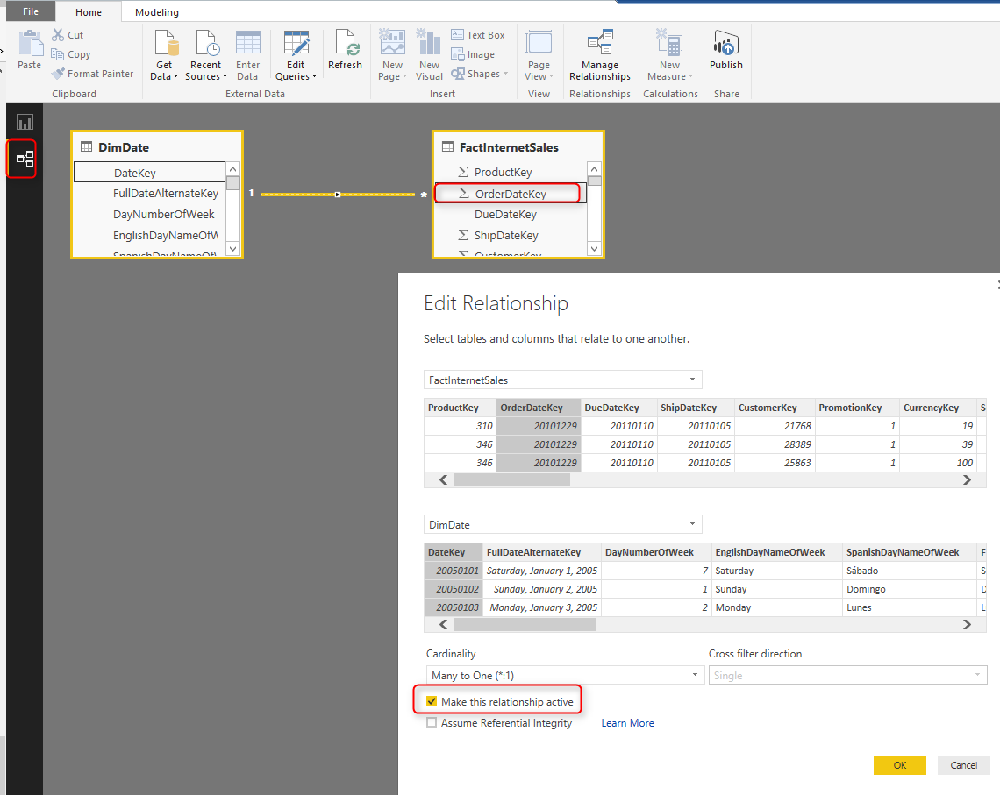 File Home Modeling
Paste
Cut
Copy
Format Painter
Clipboard
Get Data
Recent Sources
Enter Data
Edit Queries
Refresh
External Data
New Page
New Visual
Text Box
Image
Shapes
Insert
Page View
View
Manage Relationships
Relationships
New Measure
Calculations
Publish
Share
DimDate
DateKey
FullDateAlternateKey
DayNumberOfWeek
EnglishDayNameOfW
SpanishDayNameOf
1 *
FactInternetSales
Σ ProductKey
Σ OrderDateKey
DueDateKey
Σ ShipDateKey
Σ CustomerKey
Edit Relationship
Select tables and columns that relate to one another.
FactInternetSales
ProductKey OrderDateKey DueDateKey ShipDateKey CustomerKey PromotionKey CurrencyKey S
310 20101229 20110110 20110105 21768 1 19
346 20101229 20110110 20110105 28389 1 39
346 20101229 20110110 20110105 25863 1 100
DimDate
DateKey FullDateAlternateKey DayNumberOfWeek EnglishDayNameOfWeek SpanishDayNameOfWeek F
20050101 Saturday, January 1, 2005 7 Saturday Sábado S
20050102 Sunday, January 2, 2005 1 Sunday Domingo D
20050103 Monday, January 3, 2005 2 Monday Lunes L
Cardinality Cross filter direction
Many to One (*:1) Single
Make this relationship active
Assume Referential Integrity Learn More
OK Cancel